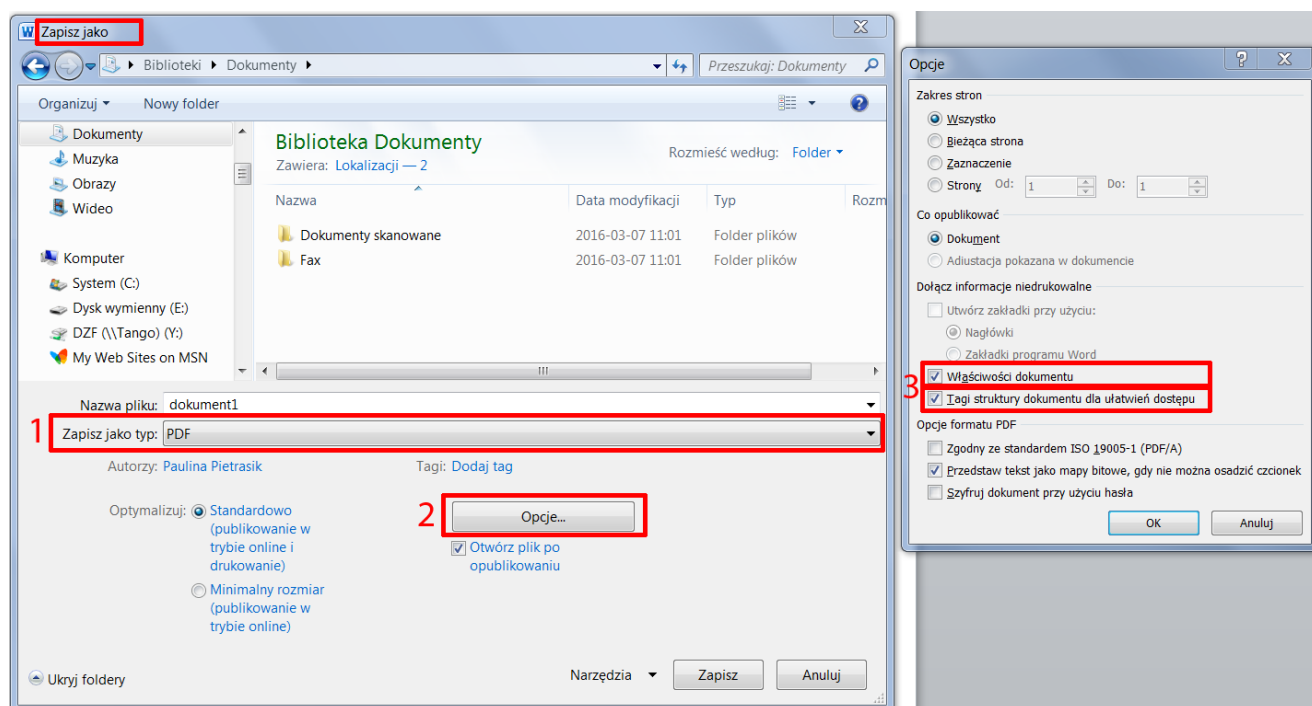 Zapisz jako
Biblioteki Dokumenty
Przeszukaj: Dokumenty
Organizuj Nowy folder
Dokumenty
Muzyka
Obrazy
Wideo
Komputer
System (C:)
Dysk wymienny (E:)
DZF (\\Tango) (Y:)
My Web Sites on MSN
Biblioteka Dokumenty
Zawiera: Lokalizacji — 2
Rozmieść według: Folder
Nazwa Data modyfikacji Typ Rozm
Dokumenty skanowane 2016-03-07 11:01 Folder plików
Fax 2016-03-07 11:01 Folder plików
Nazwa pliku: dokument1
1 Zapisz jako typ: PDF
Autorzy: Paulina Pietrasik Tagi: Dodaj tag
Optymalizuj: Standardowo
(publikowanie w
trybie online i
drukowanie)
Minimalny rozmiar
(publikowanie w
trybie online)
2 Opcje...
Otwórz plik po
opublikowaniu
Ukryj foldery
Narzędzia Zapisz Anuluj
Opcje
Zakres stron
Wszystko
Bieżąca strona
Zaznaczenie
Strony Od: 1 Do: 1
Co opublikować
Dokument
Adiustacja pokazana w dokumencie
Dołącz informacje niedrukowalne
Utwórz zakładki przy użyciu:
Nagłówki
Zakładki programu Word
3 Właściwości dokumentu
Tagi struktury dokumentu dla ułatwień dostępu
Opcje formatu PDF
Zgodny ze standardem ISO 19005-1 (PDF/A)
Przedstaw tekst jako mapy bitowe, gdy nie można osadzić czcionek
Szyfruj dokument przy użyciu hasła
OK Anuluj